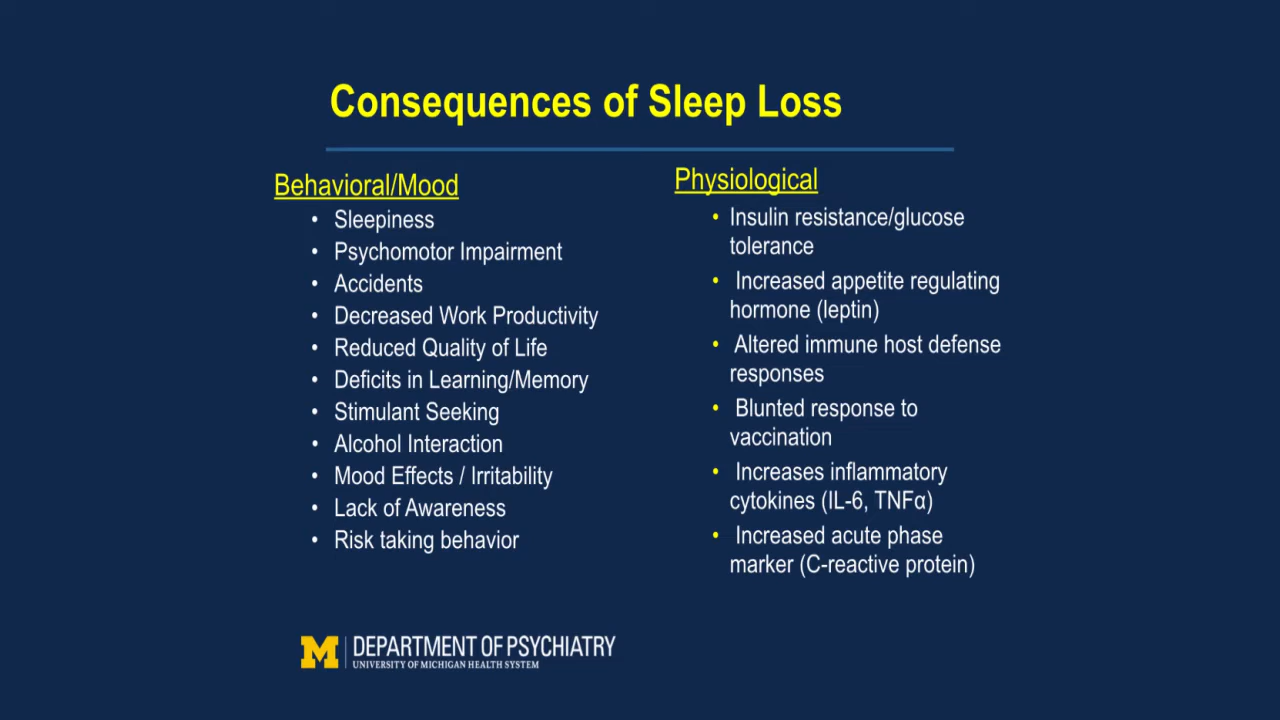 Consequences of Sleep Loss
Behavioral/Mood
• Sleepiness
• Psychomotor Impairment
• Accidents
• Decreased Work Productivity
• Reduced Quality of Life
• Deficits in Learning/Memory
• Stimulant Seeking
• Alcohol Interaction
• Mood Effects / Irritability
• Lack of Awareness
• Risk taking behavior
Physiological
• Insulin resistance/glucose
tolerance
• Increased appetite regulating
hormone (leptin)
• Altered immune host defense
responses
• Blunted response to
vaccination
• Increases inflammatory
cytokines (IL-6, TNFα)
• Increased acute phase
marker (C-reactive protein)
M DEPARTMENT OF PSYCHIATRY
UNIVERSITY OF MICHIGAN HEALTH SYSTEM